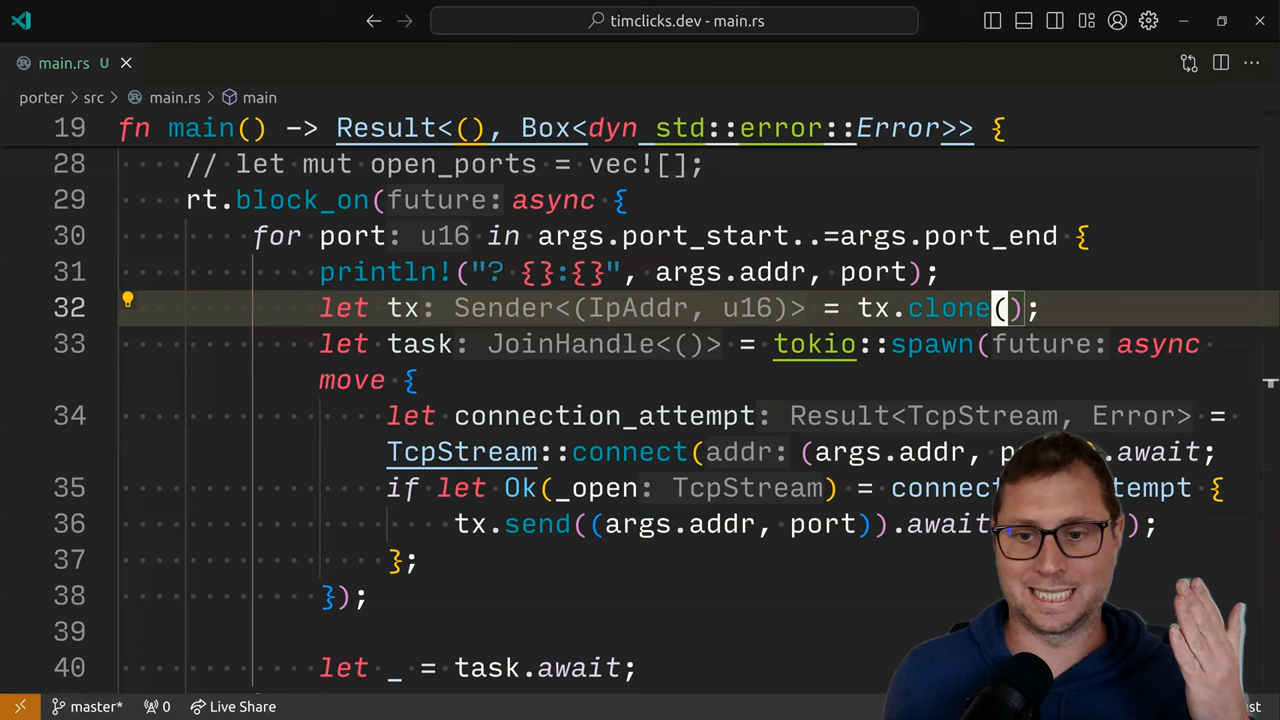 timclicks.dev - main.rs
main.rs U
porter > src > main.rs > main
19 fn main() -> Result<(), Box<dyn std::error::Error>> {
28 // let mut open_ports = vec![];
29 rt.block_on(future: async {
30 for port: u16 in args.port_start..=args.port_end {
31 println!("? {}:{}", args.addr, port);
32 let tx: Sender<(IpAddr, u16)> = tx.clone();
33 let task: JoinHandle<()> = tokio::spawn(future: async
move {
34 let connection_attempt: Result<TcpStream, Error> =
TcpStream::connect(addr: (args.addr, .await;
35 if let Ok(_open: TcpStream) = {
36 tx.send((args.addr, port)).await );
37 };
38 });
39
40 let _ = task.await;
master* 0 Live Share